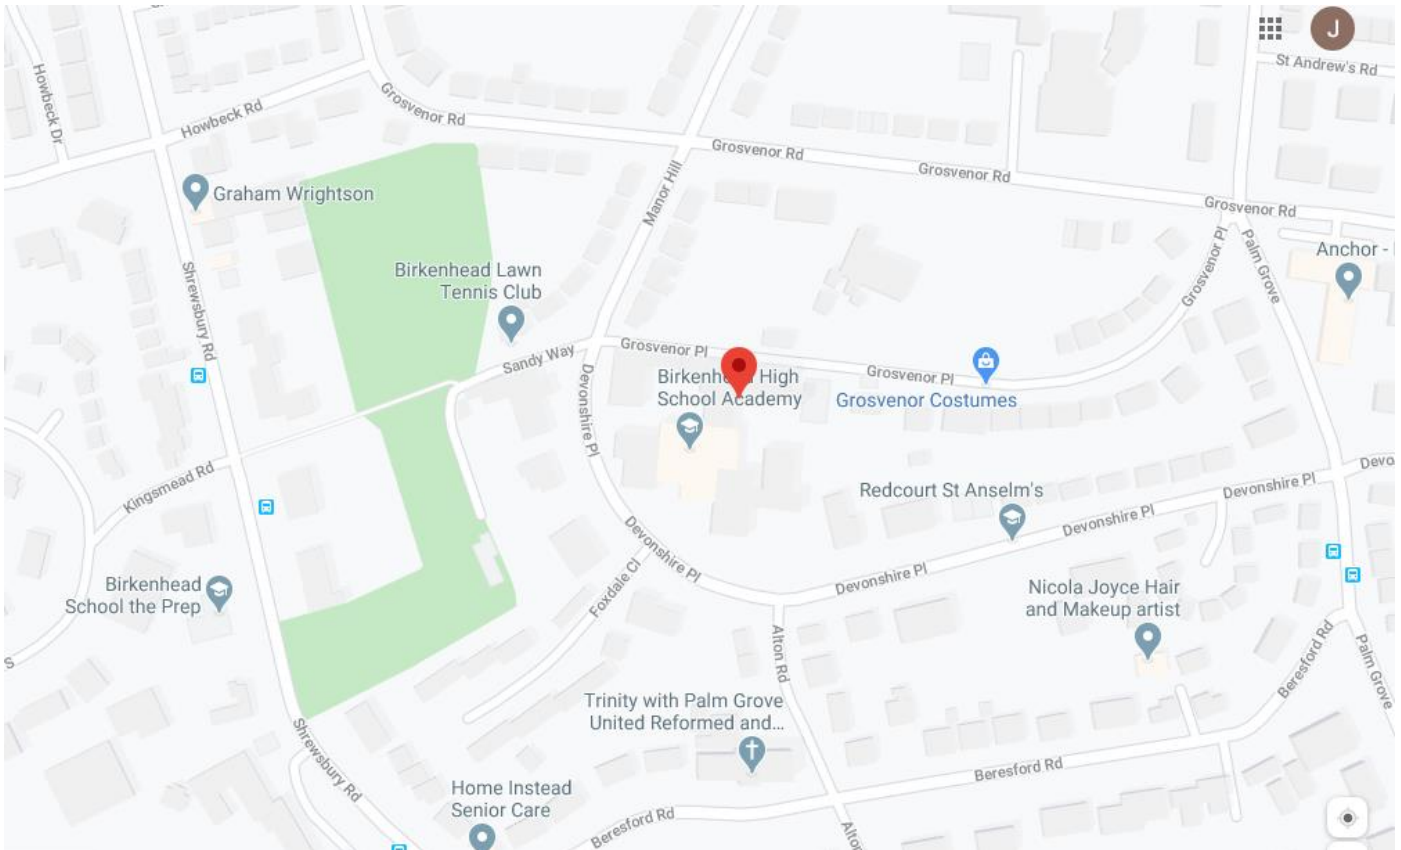 J
St Andrew's Rd
Howbeck Dr
Howbeck Rd
Grosvenor Rd
Grosvenor Rd
Grosvenor Rd
Grosvenor Rd
Manor Hill
Graham Wrightson
Palm Grove
Anchor -
Grosvenor Pl
Shrewsbury Rd
Birkenhead Lawn
Tennis Club
Sandy Way
Grosvenor Pl
Grosvenor Pl
Grosvenor Costumes
Birkenhead High
School Academy
Devonshire Pl
Kingsmead Rd
Redcourt St Anselm's
Devonshire Pl
Devo
Devonshire Pl
Devonshire Pl
Devonshire Pl
Foxdale Cl
Birkenhead
School the Prep
Nicola Joyce Hair
and Makeup artist
Alton Rd
Beresford Rd
Palm Grove
S
Trinity with Palm Grove
United Reformed and...
Shrewsbury Rd
Beresford Rd
Home Instead
Senior Care
Beresford Rd
Alto